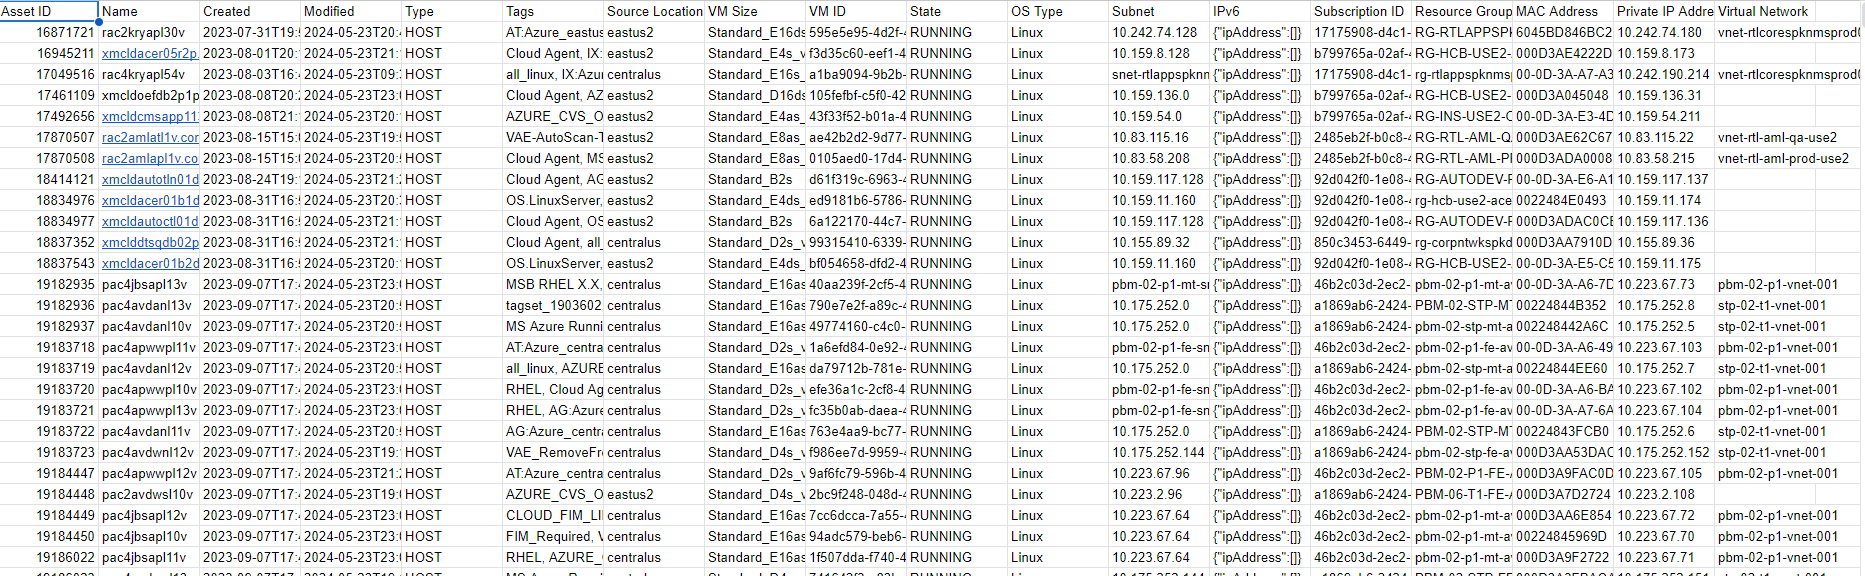 Asset ID Name Created Modified Type Tags Source Location VM Size VM ID State OS Type Subnet IPv6 Subscription ID Resource Group MAC Address Private IP Addre Virtual Network
16871721 rac2kryapl30v 2023-07-31T19: 2024-05-23T20: HOST AT:Azure_eastus eastus2 Standard_E16ds 595e5e95-4d2f-4 RUNNING Linux 10.242.74.128 {"ipAddress":[]} 17175908-d4c1- RG-RTLAPPSPK 6045BD846BC2 10.242.74.180 vnet-rtlcorespknmsprod
16945211 xmcldacer05r2p 2023-08-01T20: 2024-05-23T21: HOST Cloud Agent, IX: eastus2 Standard_E4s_v f3d35c60-eef1-4 RUNNING Linux 10.159.8.128 {"ipAddress":[]} b799765a-02af-4 RG-HCB-USE2- 000D3AE4222D 10.159.8.173
17049516 rac4kryapl54v 2023-08-03T16: 2024-05-23T09: HOST all_linux, IX:Azur centralus Standard_E16s_ a1ba9094-9b2b- RUNNING Linux snet-rtlappspknn {"ipAddress":[]} 17175908-d4c1- rg-rtlappspknms 00-0D-3A-A7-A3 10.242.190.214 vnet-rtlcorespknmsprod
17461109 xmcldoefdb2p1p 2023-08-08T20: 2024-05-23T23: HOST Cloud Agent, AZ eastus2 Standard_D16ds 105fefbf-c5f0-42 RUNNING Linux 10.159.136.0 {"ipAddress":[]} b799765a-02af-4 RG-HCB-USE2- 000D3A045048 10.159.136.31
17492656 xmcldcmsapp11 2023-08-08T21: 2024-05-23T20: HOST AZURE_CVS_O eastus2 Standard_E4as_ 43f33f52-b01a-4 RUNNING Linux 10.159.54.0 {"ipAddress":[]} b799765a-02af-4 RG-INS-USE2-C 00-0D-3A-E3-4D 10.159.54.211
17870507 rac2amlatl1v.cor 2023-08-15T15: 2024-05-23T19: HOST VAE-AutoScan-T eastus2 Standard_E8as_ ae42b2d2-9d77- RUNNING Linux 10.83.115.16 {"ipAddress":[]} 2485eb2f-b0c8-4 RG-RTL-AML-Q 000D3AE62C67 10.83.115.22 vnet-rtl-aml-qa-use2
17870508 rac2amlapl1v.co 2023-08-15T15: 2024-05-23T20: HOST Cloud Agent, MS eastus2 Standard_E8as_ 0105aed0-17d4- RUNNING Linux 10.83.58.208 {"ipAddress":[]} 2485eb2f-b0c8-4 RG-RTL-AML-PI 000D3ADA0008 10.83.58.215 vnet-rtl-aml-prod-use2
18414121 xmcldautotln01d 2023-08-24T19: 2024-05-23T21: HOST Cloud Agent, AG eastus2 Standard_B2s d61f319c-6963-4 RUNNING Linux 10.159.117.128 {"ipAddress":[]} 92d042f0-1e08-4 RG-AUTODEV-F 00-0D-3A-E6-A1 10.159.117.137
18834976 xmcldacer01b1d 2023-08-31T16: 2024-05-23T20: HOST OS.LinuxServer, eastus2 Standard_E4ds_ ed9181b6-5786- RUNNING Linux 10.159.11.160 {"ipAddress":[]} 92d042f0-1e08-4 rg-hcb-use2-ace 0022484E0493 10.159.11.174
18834977 xmcldautoctl01d 2023-08-31T16: 2024-05-23T21: HOST Cloud Agent, OS eastus2 Standard_B2s 6a122170-44c7- RUNNING Linux 10.159.117.128 {"ipAddress":[]} 92d042f0-1e08-4 RG-AUTODEV-F 000D3ADAC0CE 10.159.117.136
18837352 xmclddtsqdb02p 2023-08-31T16: 2024-05-23T21: HOST Cloud Agent, all_ centralus Standard_D2s_v 99315410-6339- RUNNING Linux 10.155.89.32 {"ipAddress":[]} 850c3453-6449- rg-corpntwkspkd 000D3AA7910D 10.155.89.36
18837543 xmcldacer01b2d 2023-08-31T16: 2024-05-23T20: HOST OS.LinuxServer, eastus2 Standard_E4ds_ bf054658-dfd2-4 RUNNING Linux 10.159.11.160 {"ipAddress":[]} 92d042f0-1e08-4 RG-HCB-USE2- 00-0D-3A-E5-C5 10.159.11.175
19182935 pac4jbsapl13v 2023-09-07T17: 2024-05-23T23: HOST MSB RHEL X.X, centralus Standard_E16as 40aa239f-2cf5-4 RUNNING Linux pbm-02-p1-mt-s {"ipAddress":[]} 46b2c03d-2ec2- pbm-02-p1-mt-a 00-0D-3A-A6-7D 10.223.67.73 pbm-02-p1-vnet-001
19182936 pac4avdanl13v 2023-09-07T17: 2024-05-23T20: HOST tagset_1903602 centralus Standard_E16as 790e7e2f-a89c-4 RUNNING Linux 10.175.252.0 {"ipAddress":[]} a1869ab6-2424- PBM-02-STP-MT 00224844B352 10.175.252.8 stp-02-t1-vnet-001
19182937 pac4avdanl10v 2023-09-07T17: 2024-05-23T20: HOST MS Azure Runni centralus Standard_E16as 49774160-c4c0- RUNNING Linux 10.175.252.0 {"ipAddress":[]} a1869ab6-2424- pbm-02-stp-mt-a 002248442A6C 10.175.252.5 stp-02-t1-vnet-001
19183718 pac4apwwpl11v 2023-09-07T17: 2024-05-23T23: HOST AT:Azure_centra centralus Standard_D2s_v 1a6efd84-0e92-4 RUNNING Linux pbm-02-p1-fe-sn {"ipAddress":[]} 46b2c03d-2ec2- pbm-02-p1-fe-av 00-0D-3A-A6-49 10.223.67.103 pbm-02-p1-vnet-001
19183719 pac4avdanl12v 2023-09-07T17: 2024-05-23T20: HOST all_linux, AZURE centralus Standard_E16as da79712b-781e- RUNNING Linux 10.175.252.0 {"ipAddress":[]} a1869ab6-2424- pbm-02-stp-mt-a 00224844EE60 10.175.252.7 stp-02-t1-vnet-001
19183720 pac4apwwpl10v 2023-09-07T17: 2024-05-23T23: HOST RHEL, Cloud Ag centralus Standard_D2s_v efe36a1c-2cf8-4 RUNNING Linux pbm-02-p1-fe-sn {"ipAddress":[]} 46b2c03d-2ec2- pbm-02-p1-fe-av 00-0D-3A-A6-BA 10.223.67.102 pbm-02-p1-vnet-001
19183721 pac4apwwpl13v 2023-09-07T17: 2024-05-23T23: HOST RHEL, AG:Azure centralus Standard_D2s_v fc35b0ab-daea-4 RUNNING Linux pbm-02-p1-fe-sn {"ipAddress":[]} 46b2c03d-2ec2- pbm-02-p1-fe-av 00-0D-3A-A7-6A 10.223.67.104 pbm-02-p1-vnet-001
19183722 pac4avdanl11v 2023-09-07T17: 2024-05-23T20: HOST AG:Azure_centra centralus Standard_E16as 763e4aa9-bc77- RUNNING Linux 10.175.252.0 {"ipAddress":[]} a1869ab6-2424- PBM-02-STP-MT 00224843FCB0 10.175.252.6 stp-02-t1-vnet-001
19183723 pac4avdwnl12v 2023-09-07T17: 2024-05-23T19: HOST VAE_RemoveFr centralus Standard_D4s_v f986ee7d-9959-4 RUNNING Linux 10.175.252.144 {"ipAddress":[]} a1869ab6-2424- pbm-02-stp-fe-av 000D3AA53DAC 10.175.252.152 stp-02-t1-vnet-001
19184447 pac4apwwpl12v 2023-09-07T17: 2024-05-23T21: HOST AT:Azure_centra centralus Standard_D2s_v 9af6fc79-596b-4 RUNNING Linux 10.223.67.96 {"ipAddress":[]} 46b2c03d-2ec2- PBM-02-P1-FE-A 000D3A9FAC0D 10.223.67.105 pbm-02-p1-vnet-001
19184448 pac2avdwsl10v 2023-09-07T17: 2024-05-23T19: HOST AZURE_CVS_O eastus2 Standard_D4s_v 2bc9f248-048d-4 RUNNING Linux 10.223.2.96 {"ipAddress":[]} a1869ab6-2424- PBM-06-T1-FE-A 000D3A7D2724 10.223.2.108
19184449 pac4jbsapl12v 2023-09-07T17: 2024-05-23T23: HOST CLOUD_FIM_LI centralus Standard_E16as 7cc6dcca-7a55- RUNNING Linux 10.223.67.64 {"ipAddress":[]} 46b2c03d-2ec2- pbm-02-p1-mt-a 000D3AA6E854 10.223.67.72 pbm-02-p1-vnet-001
19184450 pac4jbsapl10v 2023-09-07T17: 2024-05-23T23: HOST FIM_Required, V centralus Standard_E16as 94adc579-beb6- RUNNING Linux 10.223.67.64 {"ipAddress":[]} 46b2c03d-2ec2- pbm-02-p1-mt-a 00224845969D 10.223.67.70 pbm-02-p1-vnet-001
19186022 pac4jbsapl11v 2023-09-07T17: 2024-05-23T23: HOST RHEL, AZURE_ centralus Standard_E16as 1f507dda-f740-4 RUNNING Linux 10.223.67.64 {"ipAddress":[]} 46b2c03d-2ec2- pbm-02-p1-mt-a 000D3A9F2722 10.223.67.71 pbm-02-p1-vnet-001